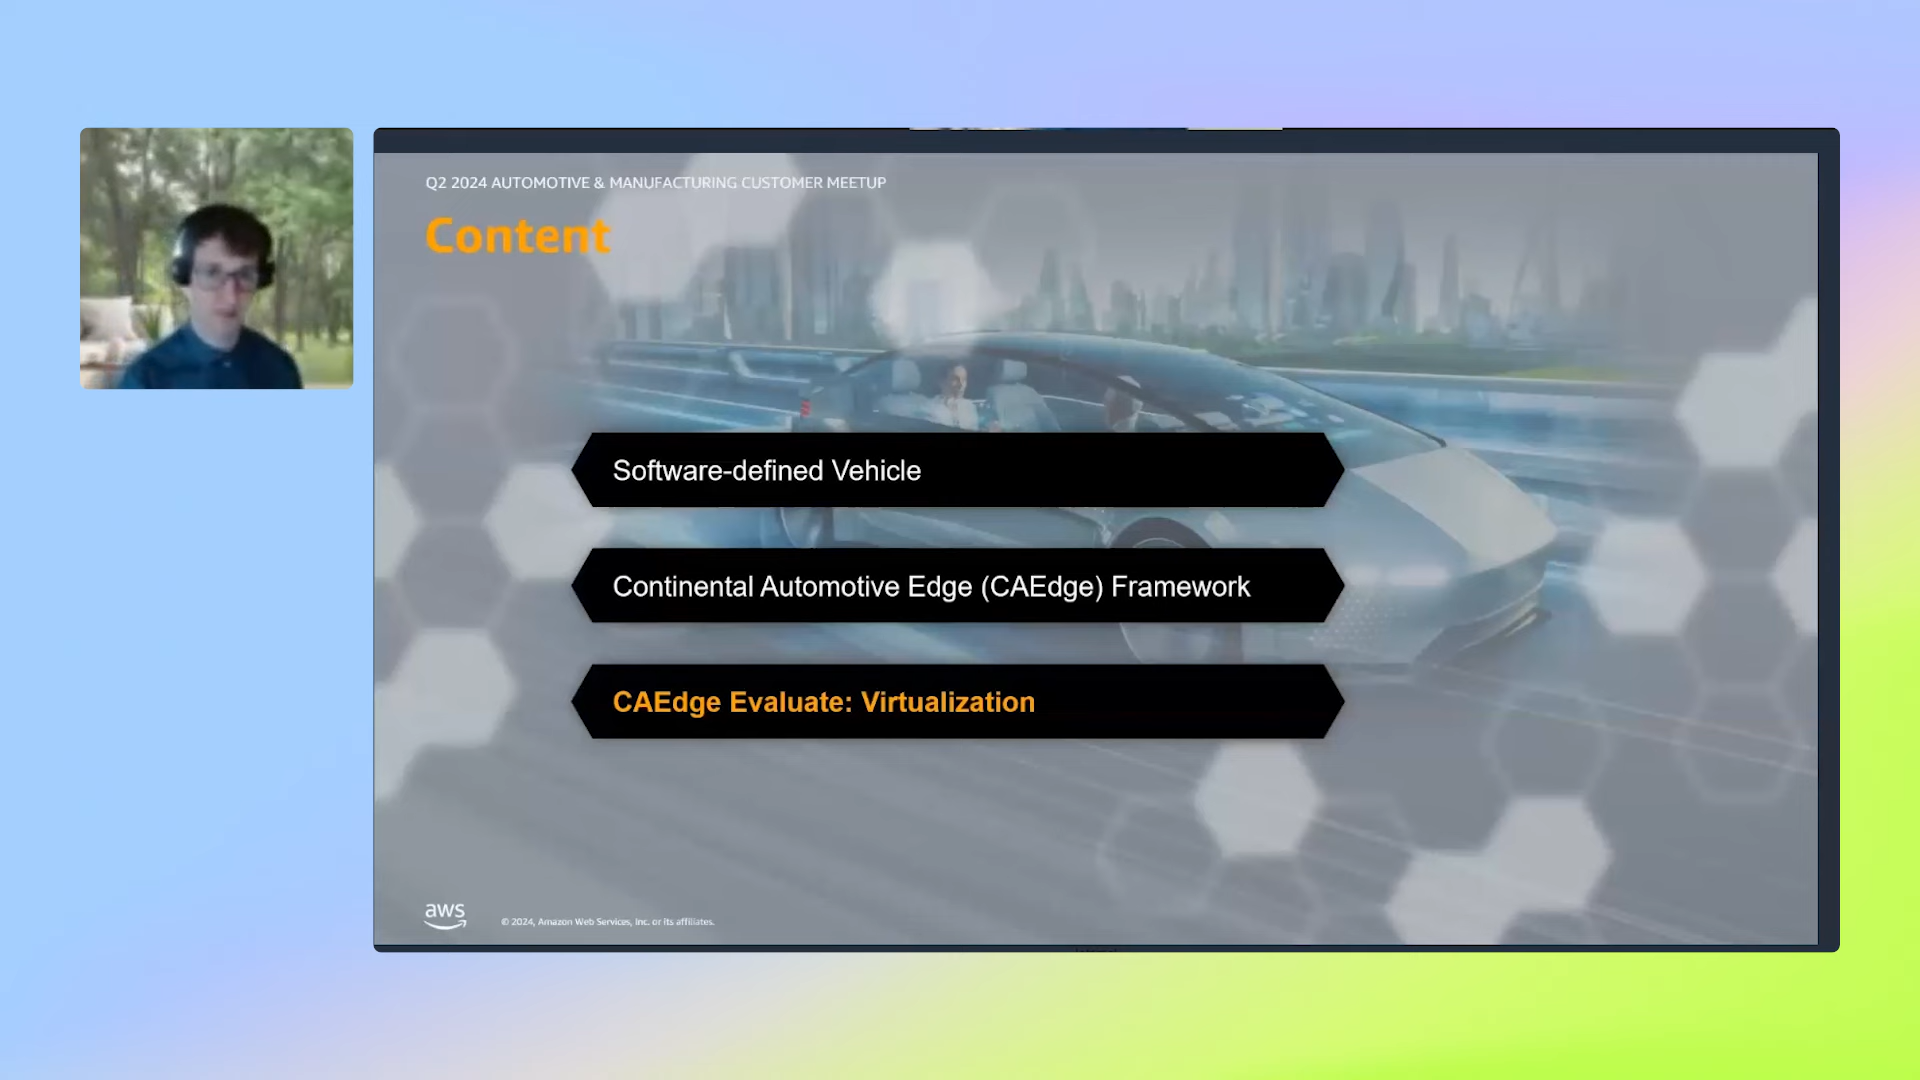 Q2 2024 AUTOMOTIVE & MANUFACTURING CUSTOMER MEETUP
Content
Software-defined Vehicle
Continental Automotive Edge (CAEdge) Framework
CAEdge Evaluate: Virtualization
aws
© 2024, Amazon Web Services, Inc. or its affiliates.